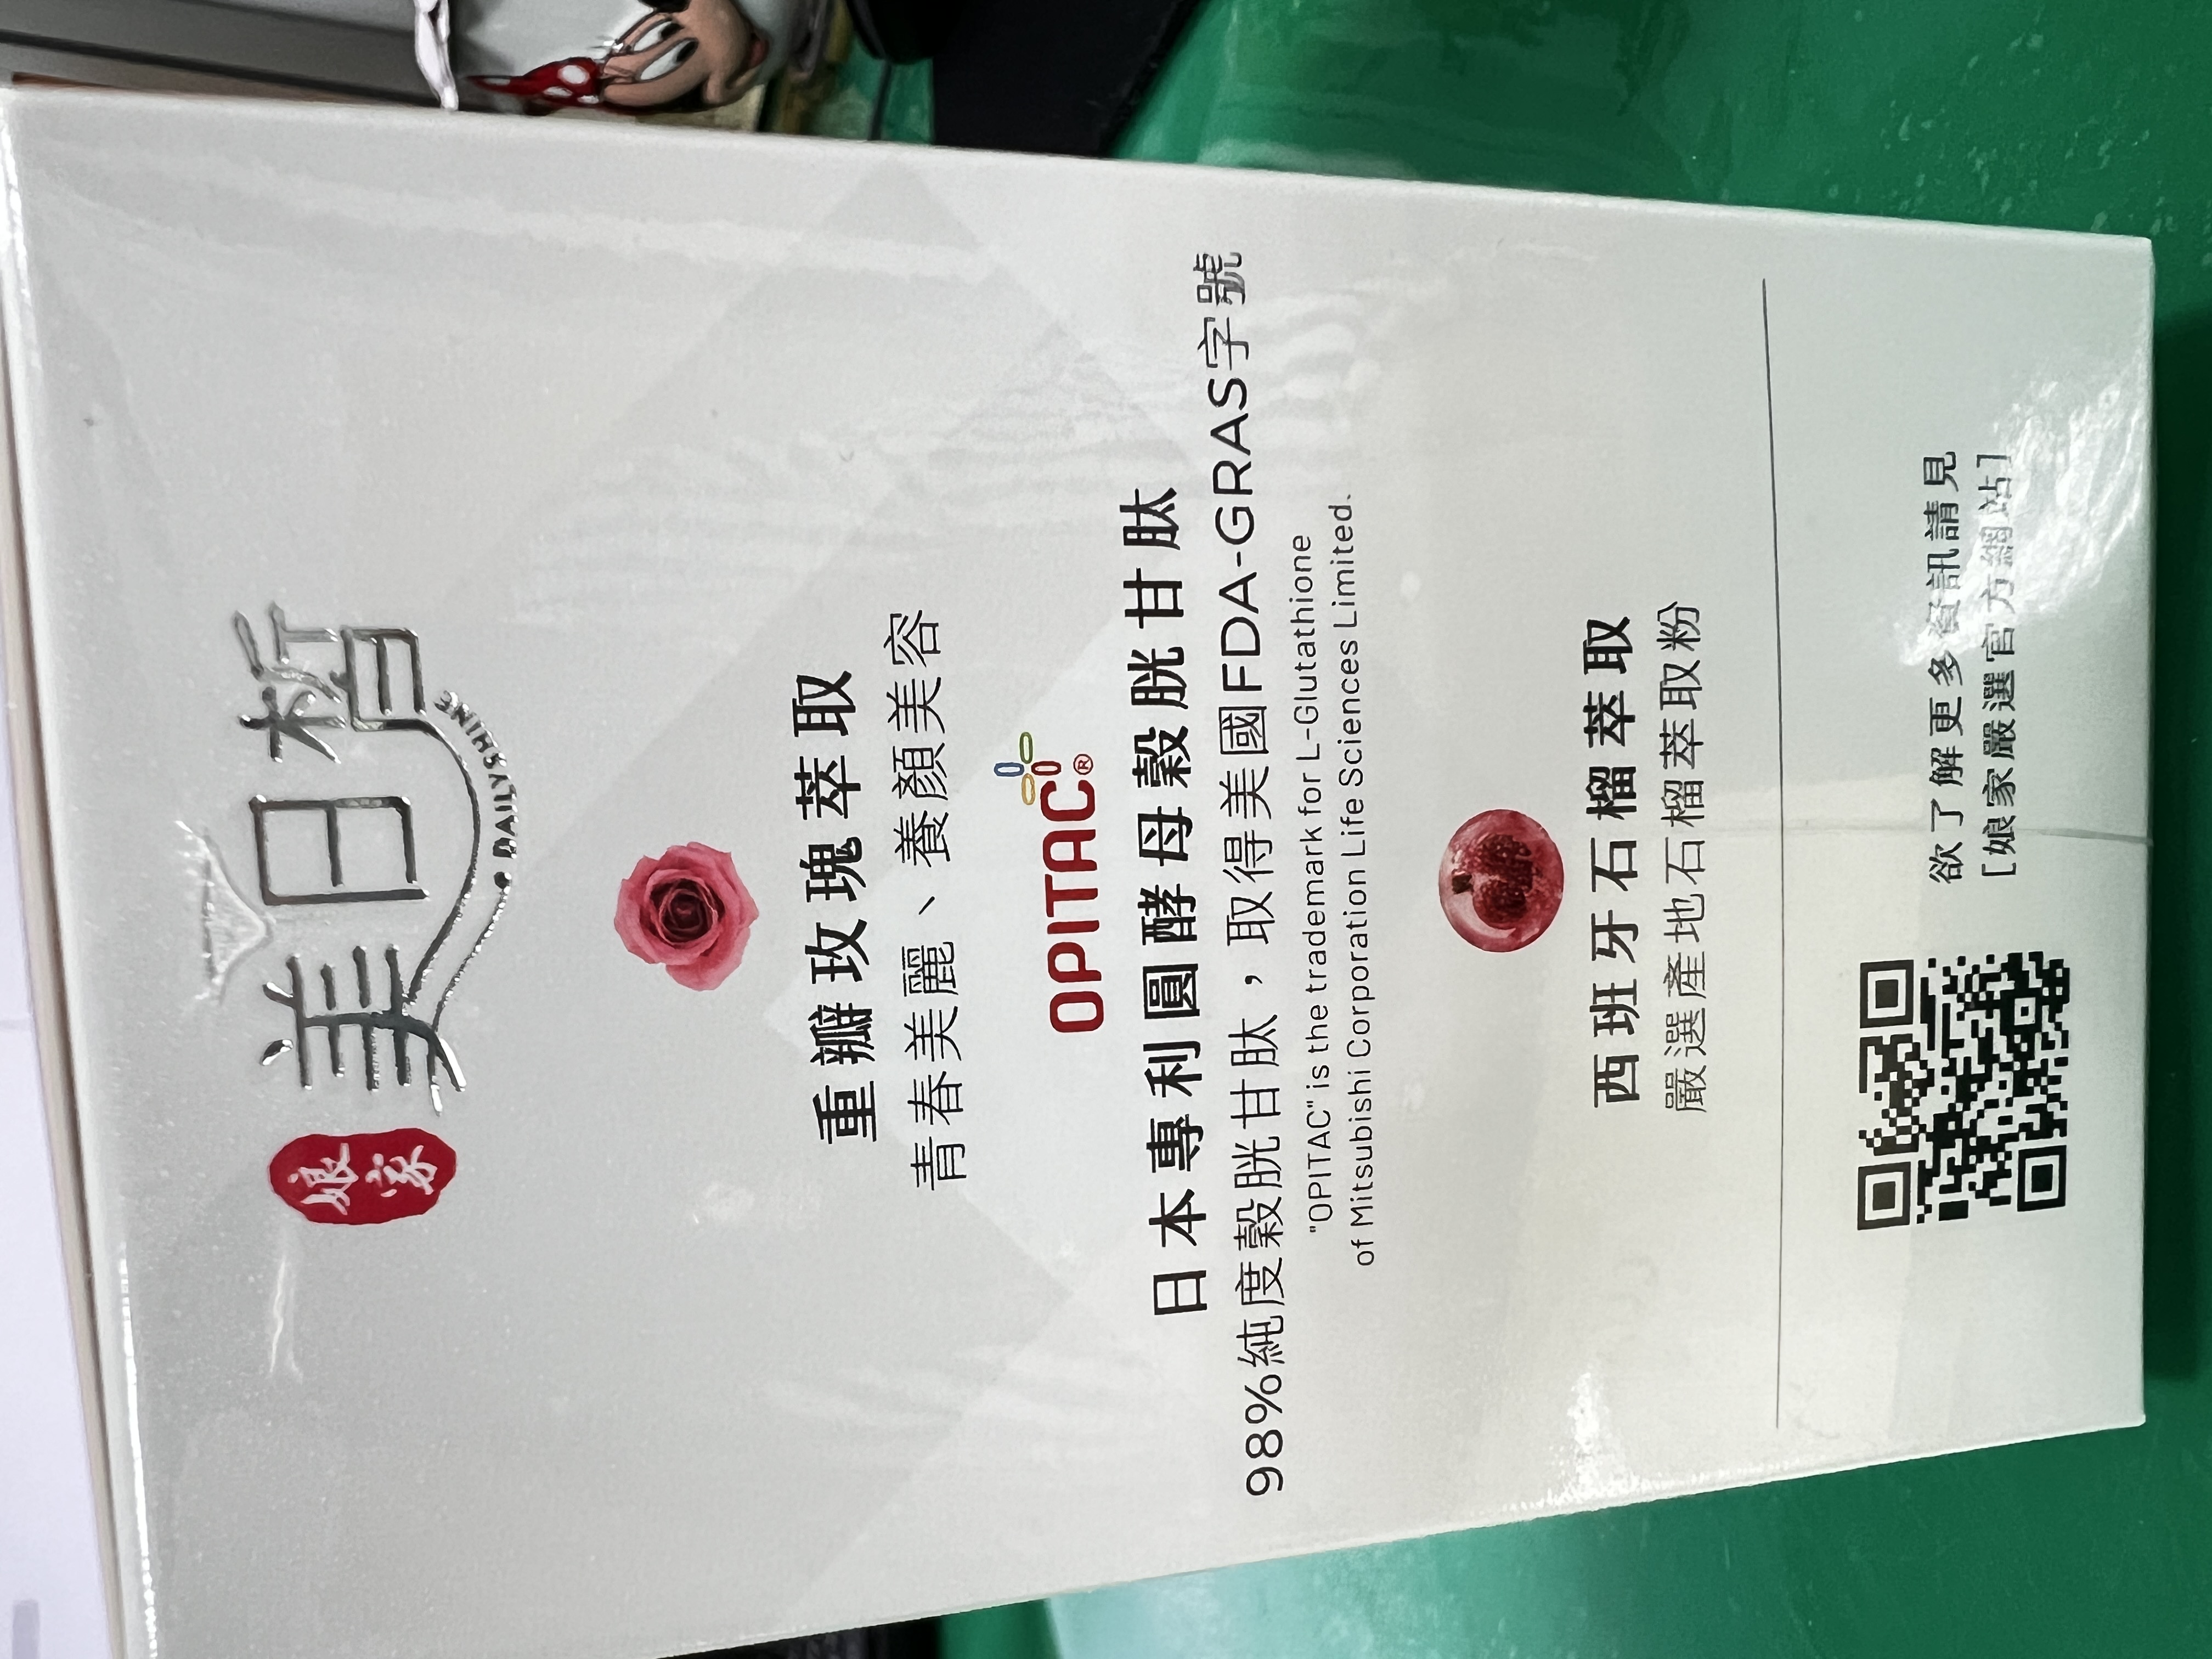 娘家 美日皙
DAILYSHINE
重瓣玫瑰萃取
青春美麗、養顏美容
OPITAC®
日本專利圓酵母穀胱甘肽
98%純度穀胱甘肽，取得美國FDA-GRAS字號
"OPITAC" is the trademark for L-Glutathione
of Mitsubishi Corporation Life Sciences Limited.
西班牙石榴萃取
嚴選產地石榴萃取粉
欲了解更多資訊請見
[娘家嚴選官方網站]